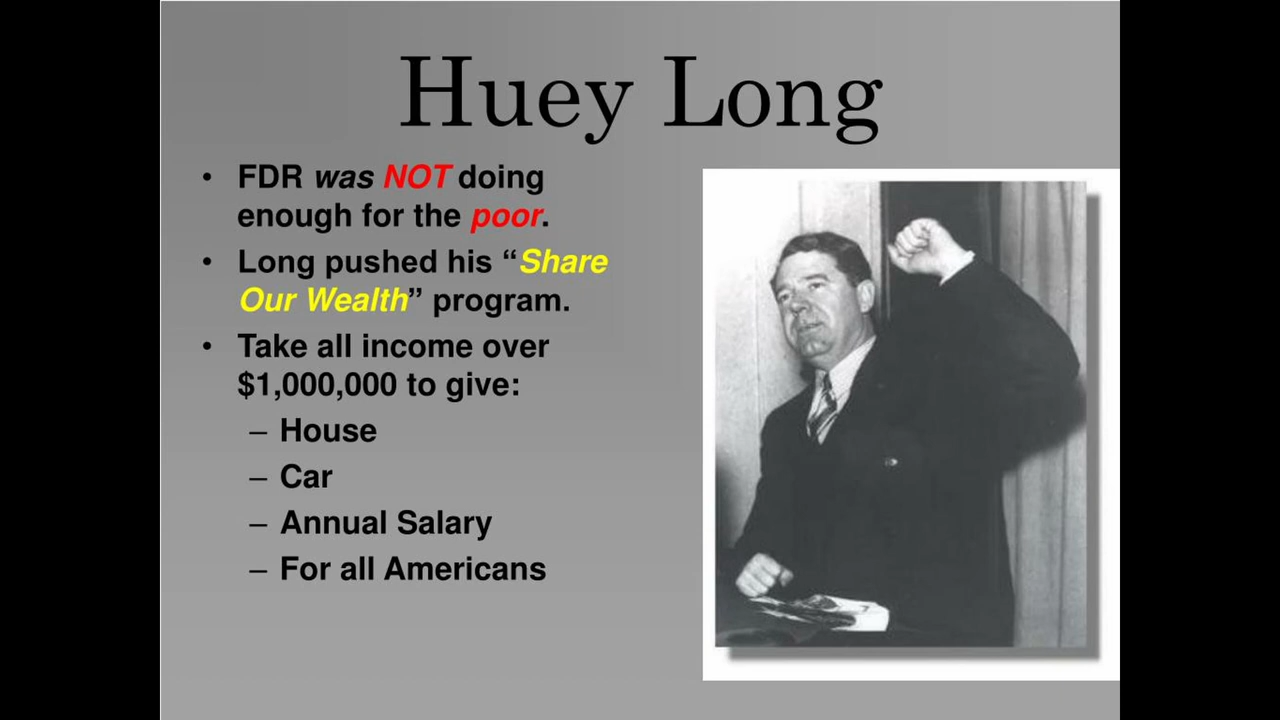 Huey Long
• FDR was NOT doing
enough for the poor.
• Long pushed his “Share
Our Wealth” program.
• Take all income over
$1,000,000 to give:
– House
– Car
– Annual Salary
– For all Americans